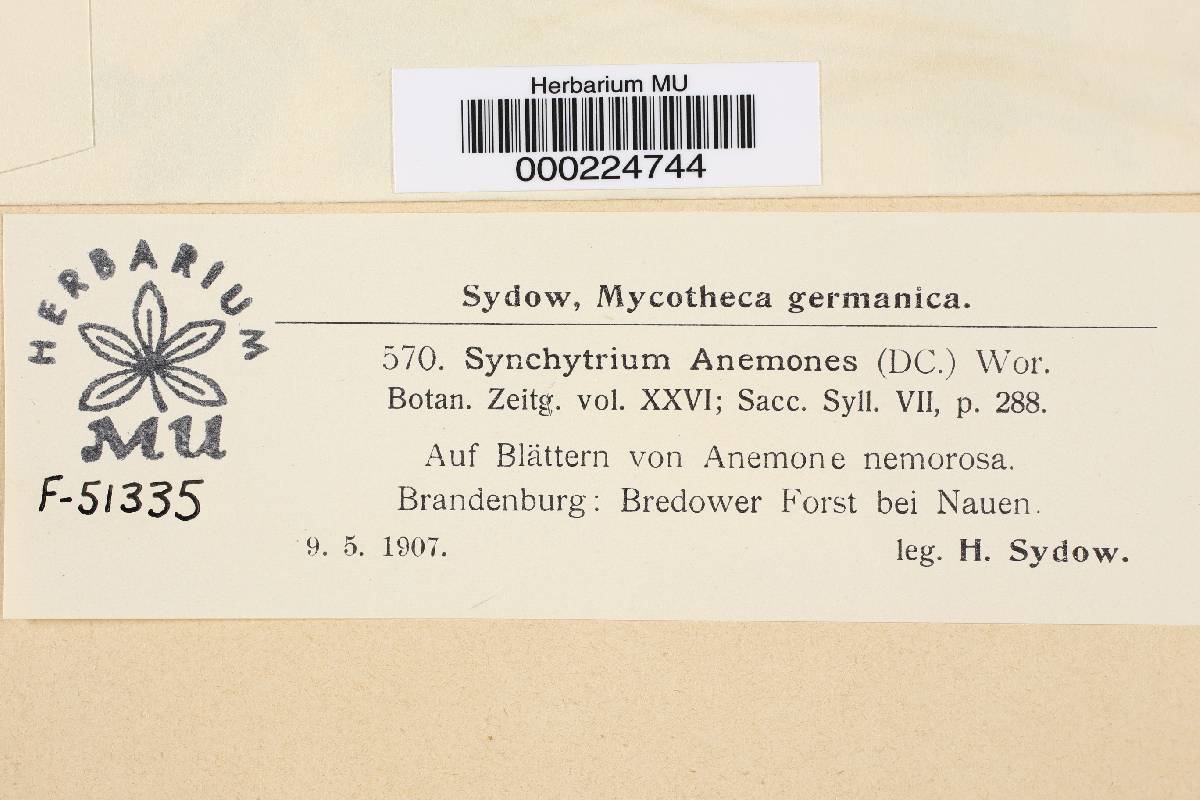 Herbarium MU
000224744
HERBARIUM
MU
F-51335
Sydow, Mycotheca germanica.
570. Synchytrium Anemones (DC.) Wor.
Botan. Zeitg. vol. XXVI; Sacc. Syll. VII, p. 288.
Auf Blättern von Anemone nemorosa.
Brandenburg: Bredower Forst bei Nauen.
9. 5. 1907. leg. H. Sydow.